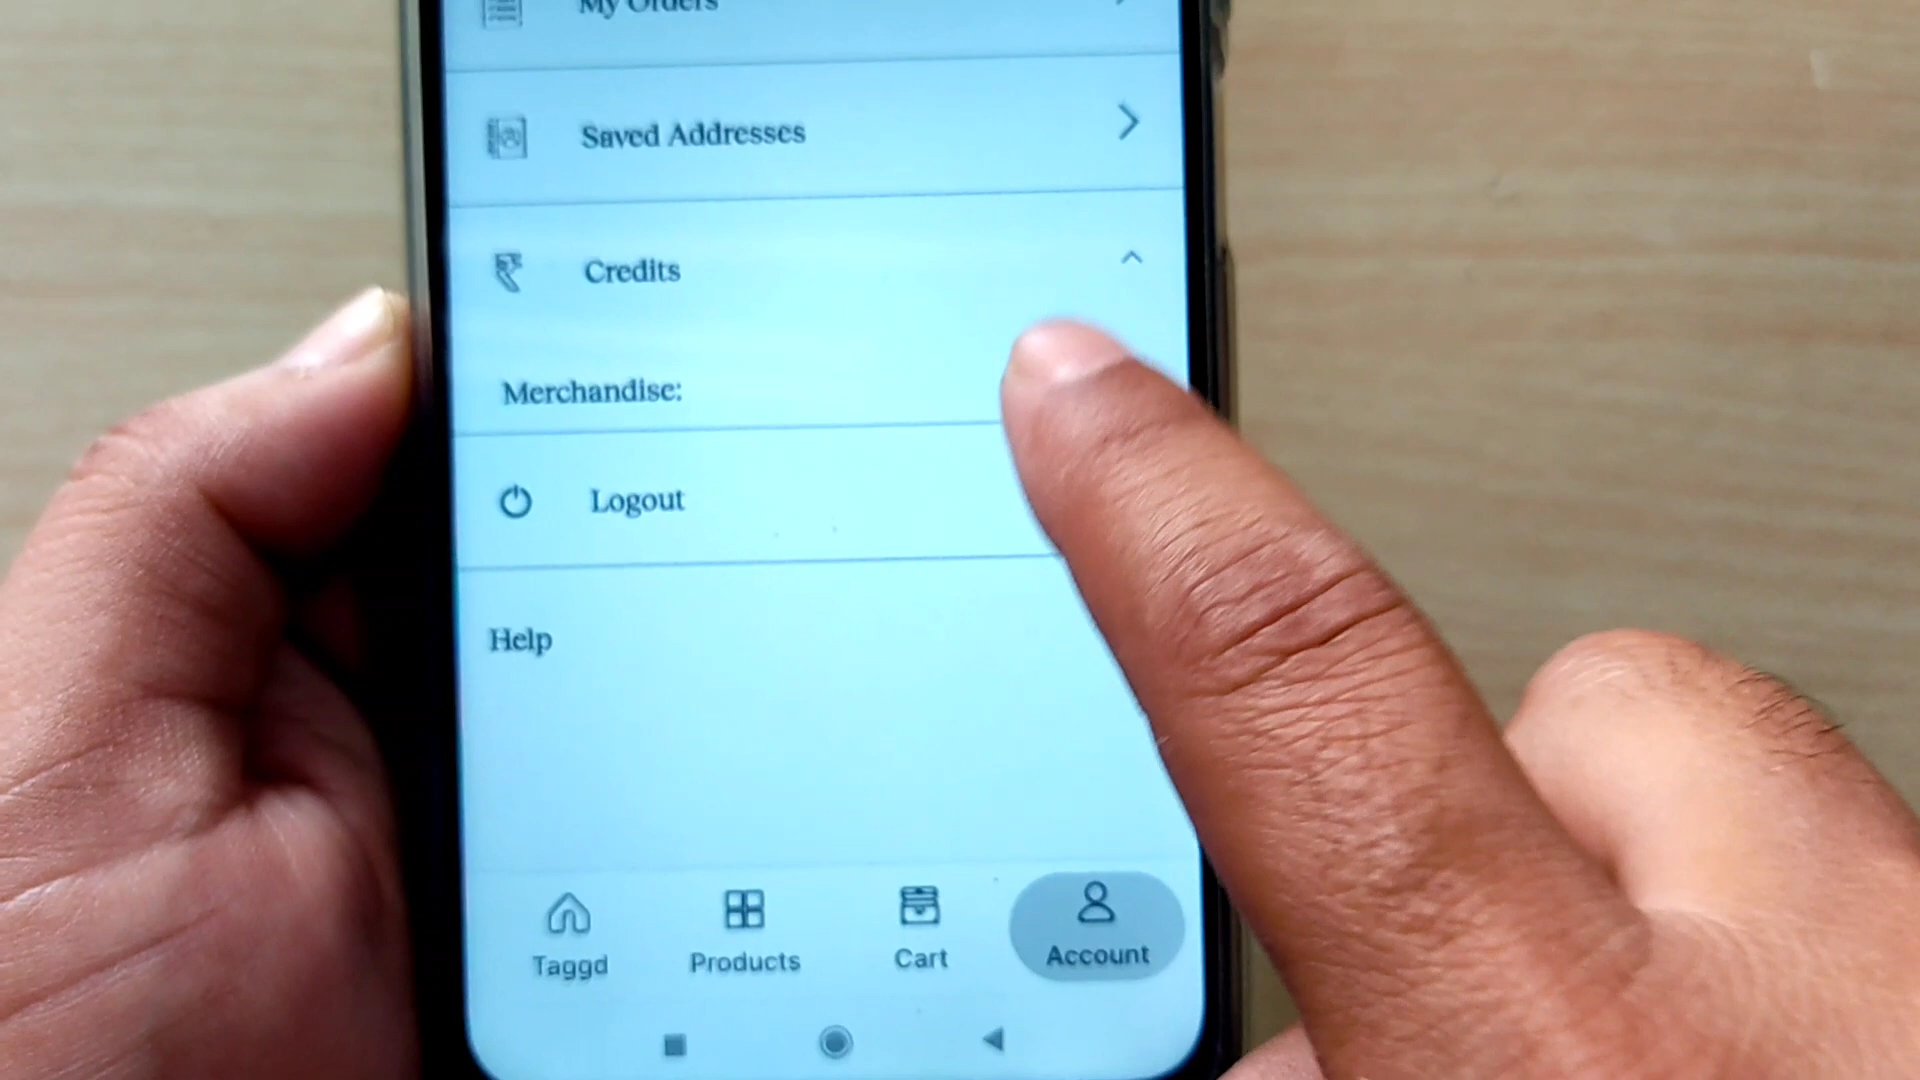 My Orders
Saved Addresses
Credits
Merchandise:
Logout
Help
Taggd
Products
Cart
Account